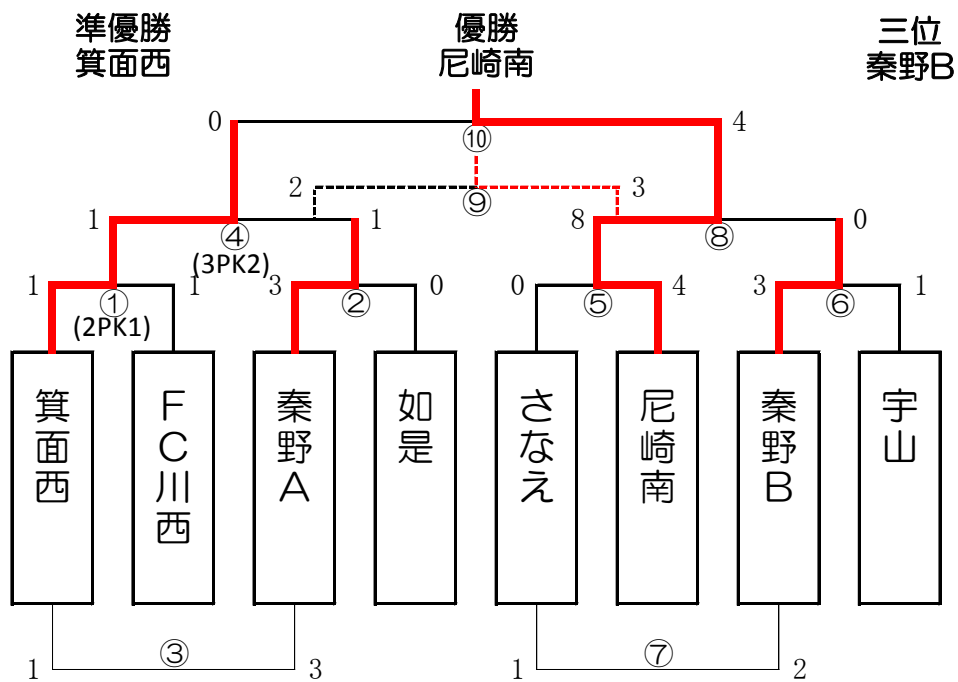 準優勝
箕面西
優勝
尼崎南
三位
秦野B
0
4
⑩
2
3
⑨
1
1
8
0
④
⑧
(3PK2)
1
1
3
0
0
4
3
1
①
②
⑤
⑥
(2PK1)
箕面西
FC川西
秦野A
如是
さなえ
尼崎南
秦野B
宇山
③
⑦
1
3
1
2